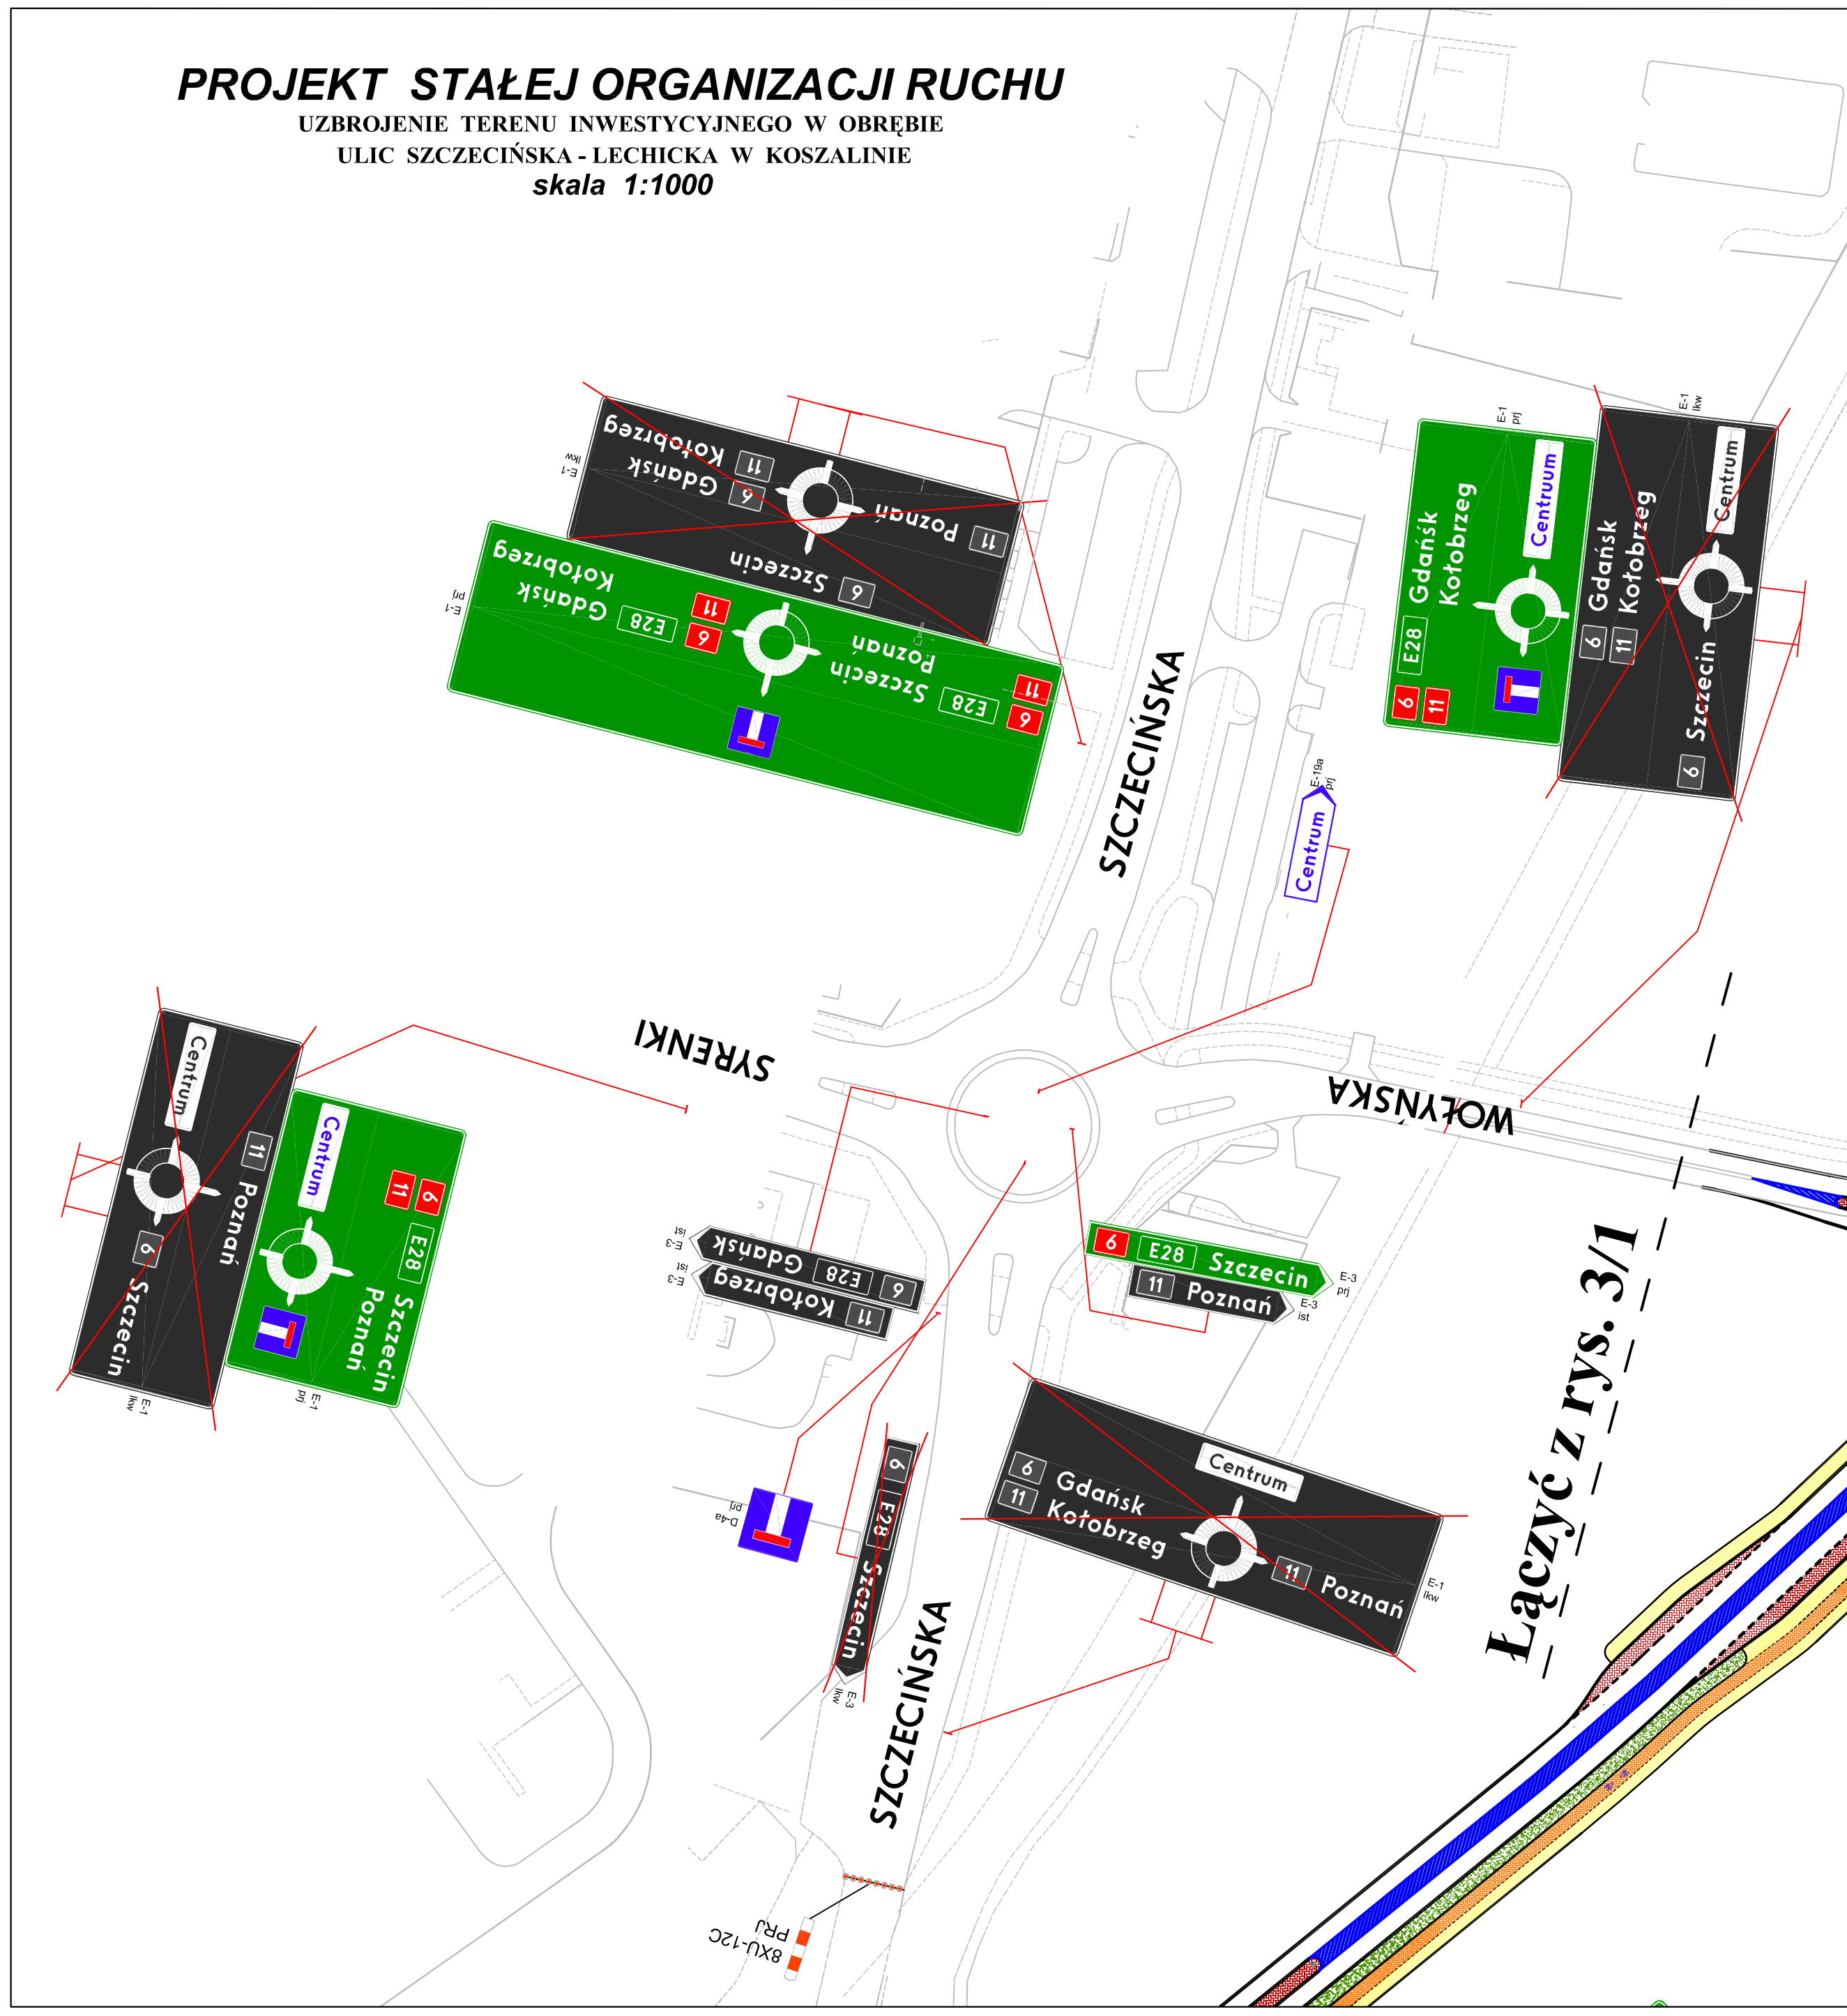 PROJEKT STAŁEJ ORGANIZACJI RUCHU
UZBROJENIE TERENU INWESTYCYJNEGO W OBRĘBIE
ULIC SZCZECIŃSKA - LECHICKA W KOSZALINIE
skala 1:1000
Kołobrzeg 11
Gdańsk 6
Poznań 11
Szczecin 6
E-1
lkw
Kołobrzeg 11
Gdańsk E28 6
Poznań 11
Szczecin E28 6
E-1
prj
E-1
prj
Centruum
Gdańsk
Kołobrzeg
E28
6
11
E-1
lkw
Centrum
Gdańsk
Kołobrzeg
6
11
6 Szczecin
SZCZECIŃSKA
E-19a
prj
Centrum
SYRENKI
WOŁYŃSKA
Centrum
11 Poznań
6 Szczecin
E-1
lkw
Centrum
11 6
E28
Szczecin
Poznań
E-1
prj
E-3
ist
Gdańsk E28 6
E-3
ist
Kołobrzeg 11
6 E28 Szczecin
E-3
prj
11 Poznań
E-3
ist
Łączyć z rys. 3/1
Centrum
6 Gdańsk
11 Kołobrzeg
11 Poznań
E-1
lkw
D-4a
prj
6 E28 Szczecin
E-3
lkw
SZCZECIŃSKA
8XU-12C
PRJ